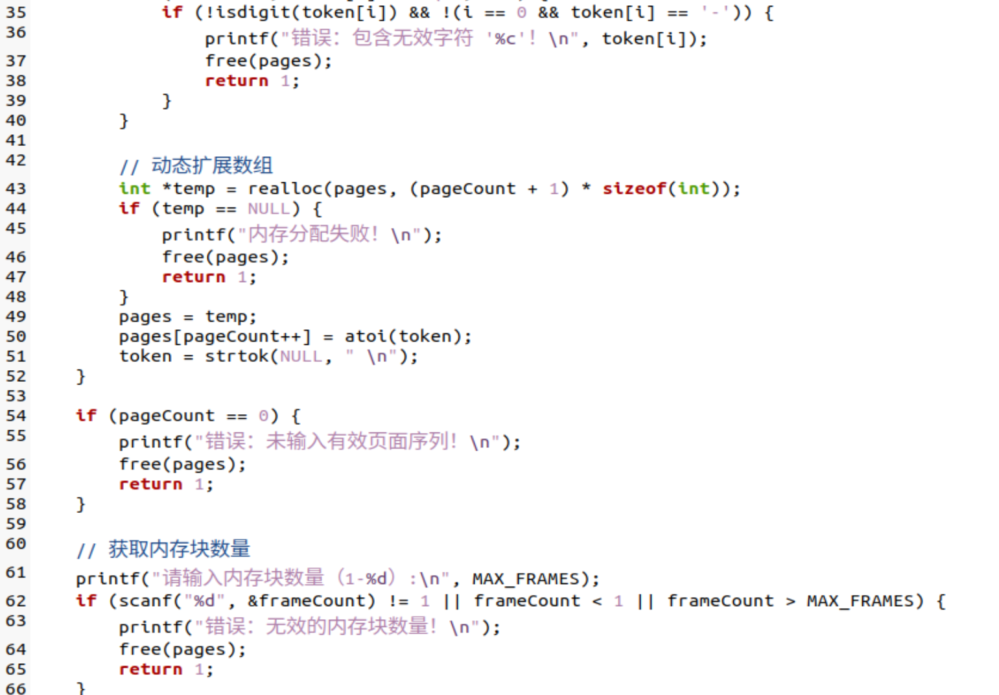 35 if (!isdigit(token[i]) && !(i == 0 && token[i] == '-')) {
36 printf("错误：包含无效字符 '%c'！\n", token[i]);
37 free(pages);
38 return 1;
39 }
40 }
41
42 // 动态扩展数组
43 int *temp = realloc(pages, (pageCount + 1) * sizeof(int));
44 if (temp == NULL) {
45 printf("内存分配失败！\n");
46 free(pages);
47 return 1;
48 }
49 pages = temp;
50 pages[pageCount++] = atoi(token);
51 token = strtok(NULL, " \n");
52 }
53
54 if (pageCount == 0) {
55 printf("错误：未输入有效页面序列！\n");
56 free(pages);
57 return 1;
58 }
59
60 // 获取内存块数量
61 printf("请输入内存块数量（1-%d）:\n", MAX_FRAMES);
62 if (scanf("%d", &frameCount) != 1 || frameCount < 1 || frameCount > MAX_FRAMES) {
63 printf("错误：无效的内存块数量！\n");
64 free(pages);
65 return 1;
66 }